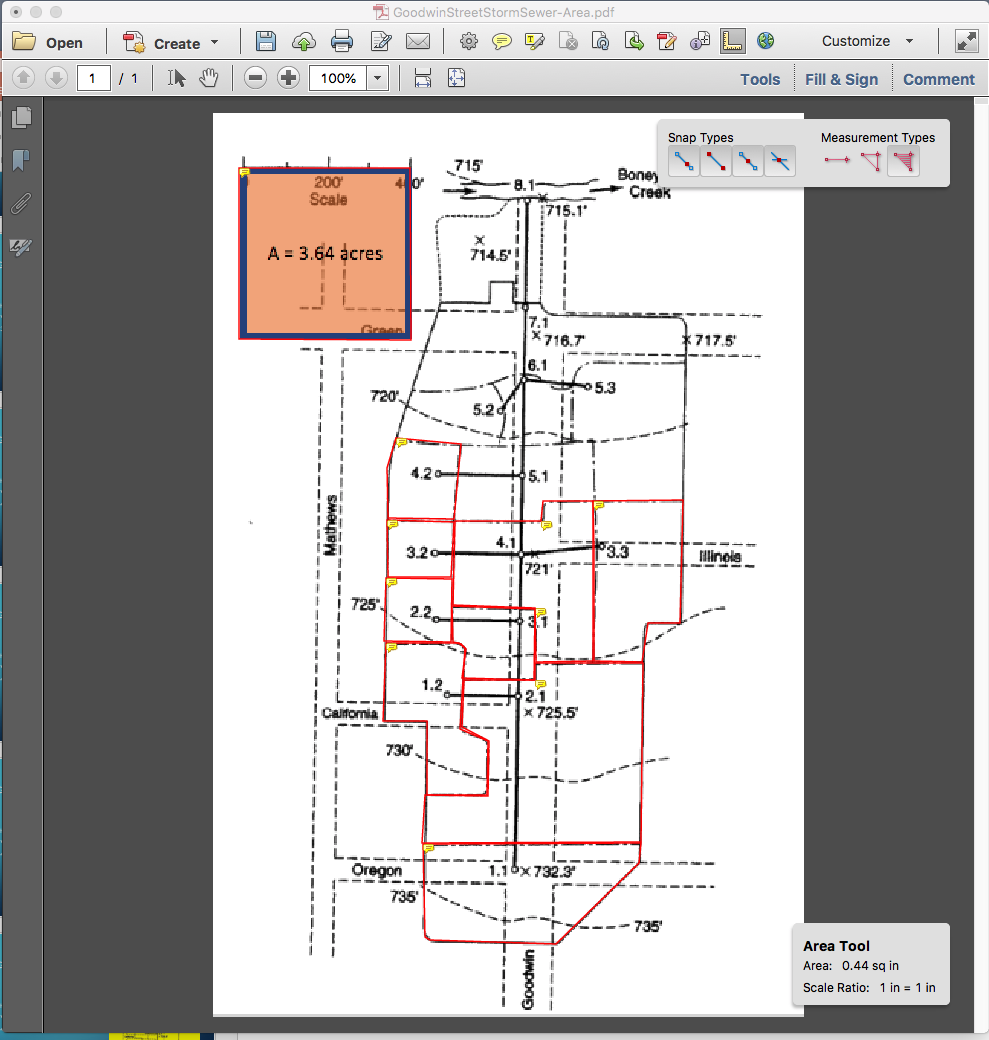 GoodwinStreetStormSewer-Area.pdf
Open
Create
Customize
1 / 1
100%
Tools
Fill & Sign
Comment
Snap Types
Measurement Types
200'
Scale
A = 3.64 acres
Green
715'
8.1
Boney
Creek
715.1'
714.5'
7.1
716.7'
717.5'
6.1
5.3
720'
5.2
4.2
5.1
Mathews
4.1
3.2
3.3
721'
Illinois
725'
2.2
3.1
1.2
2.1
California
725.5'
730'
Oregon
1.1
732.3'
735'
735'
Goodwin
Area Tool
Area: 0.44 sq in
Scale Ratio: 1 in = 1 in